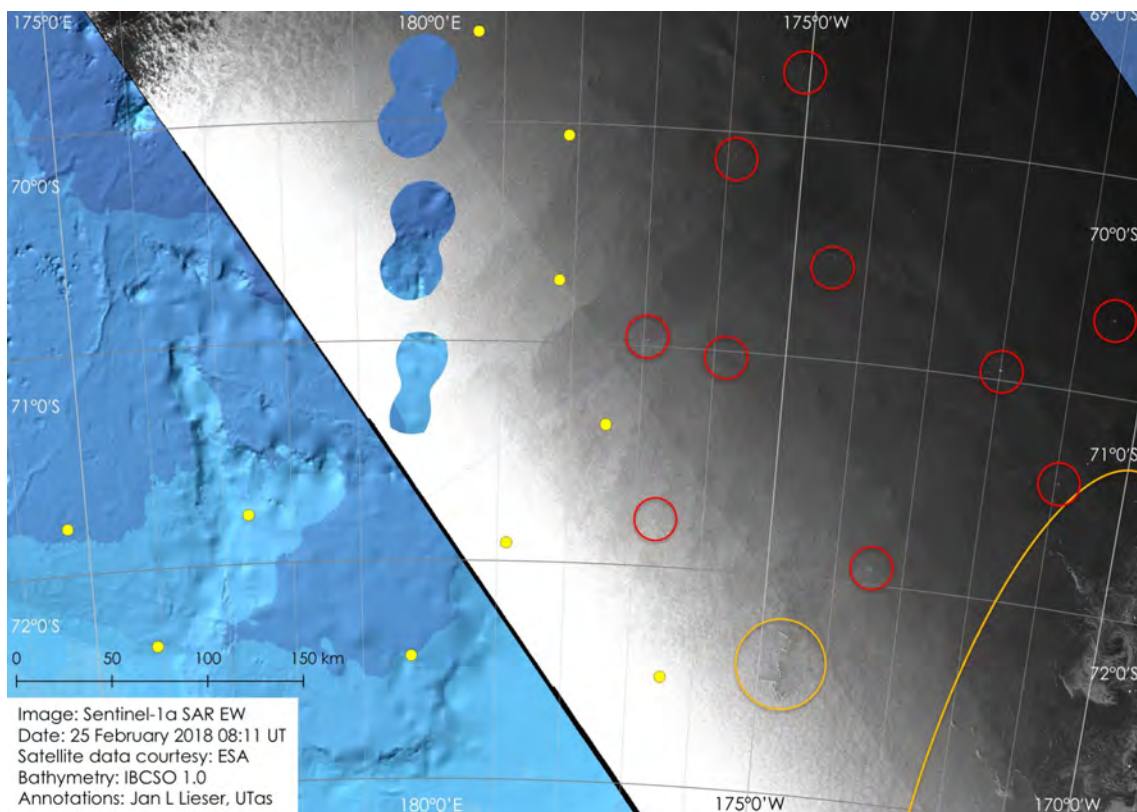 175°0'E
180°0'E
175°0'W
69°0'S
70°0'S
70°0'S
71°0'S
71°0'S
72°0'S
72°0'S
0 50 100 150 km
Image: Sentinel-1a SAR EW
Date: 25 February 2018 08:11 UT
Satellite data courtesy: ESA
Bathymetry: IBCSO 1.0
Annotations: Jan L Lieser, UTas
180°0'E
175°0'W
170°0'W